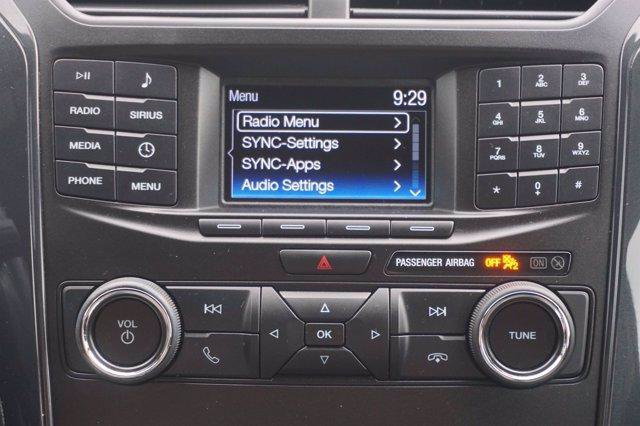 RADIO SIRIUS
MEDIA
PHONE MENU
Menu 9:29
Radio Menu
SYNC-Settings
SYNC-Apps
Audio Settings
1 2 ABC 3 DEF
4 GHI 5 JKL 6 MNO
7 PQRS 8 TUV 9 WXYZ
* 0 + #
PASSENGER AIRBAG OFF 2 ON
VOL
OK
TUNE